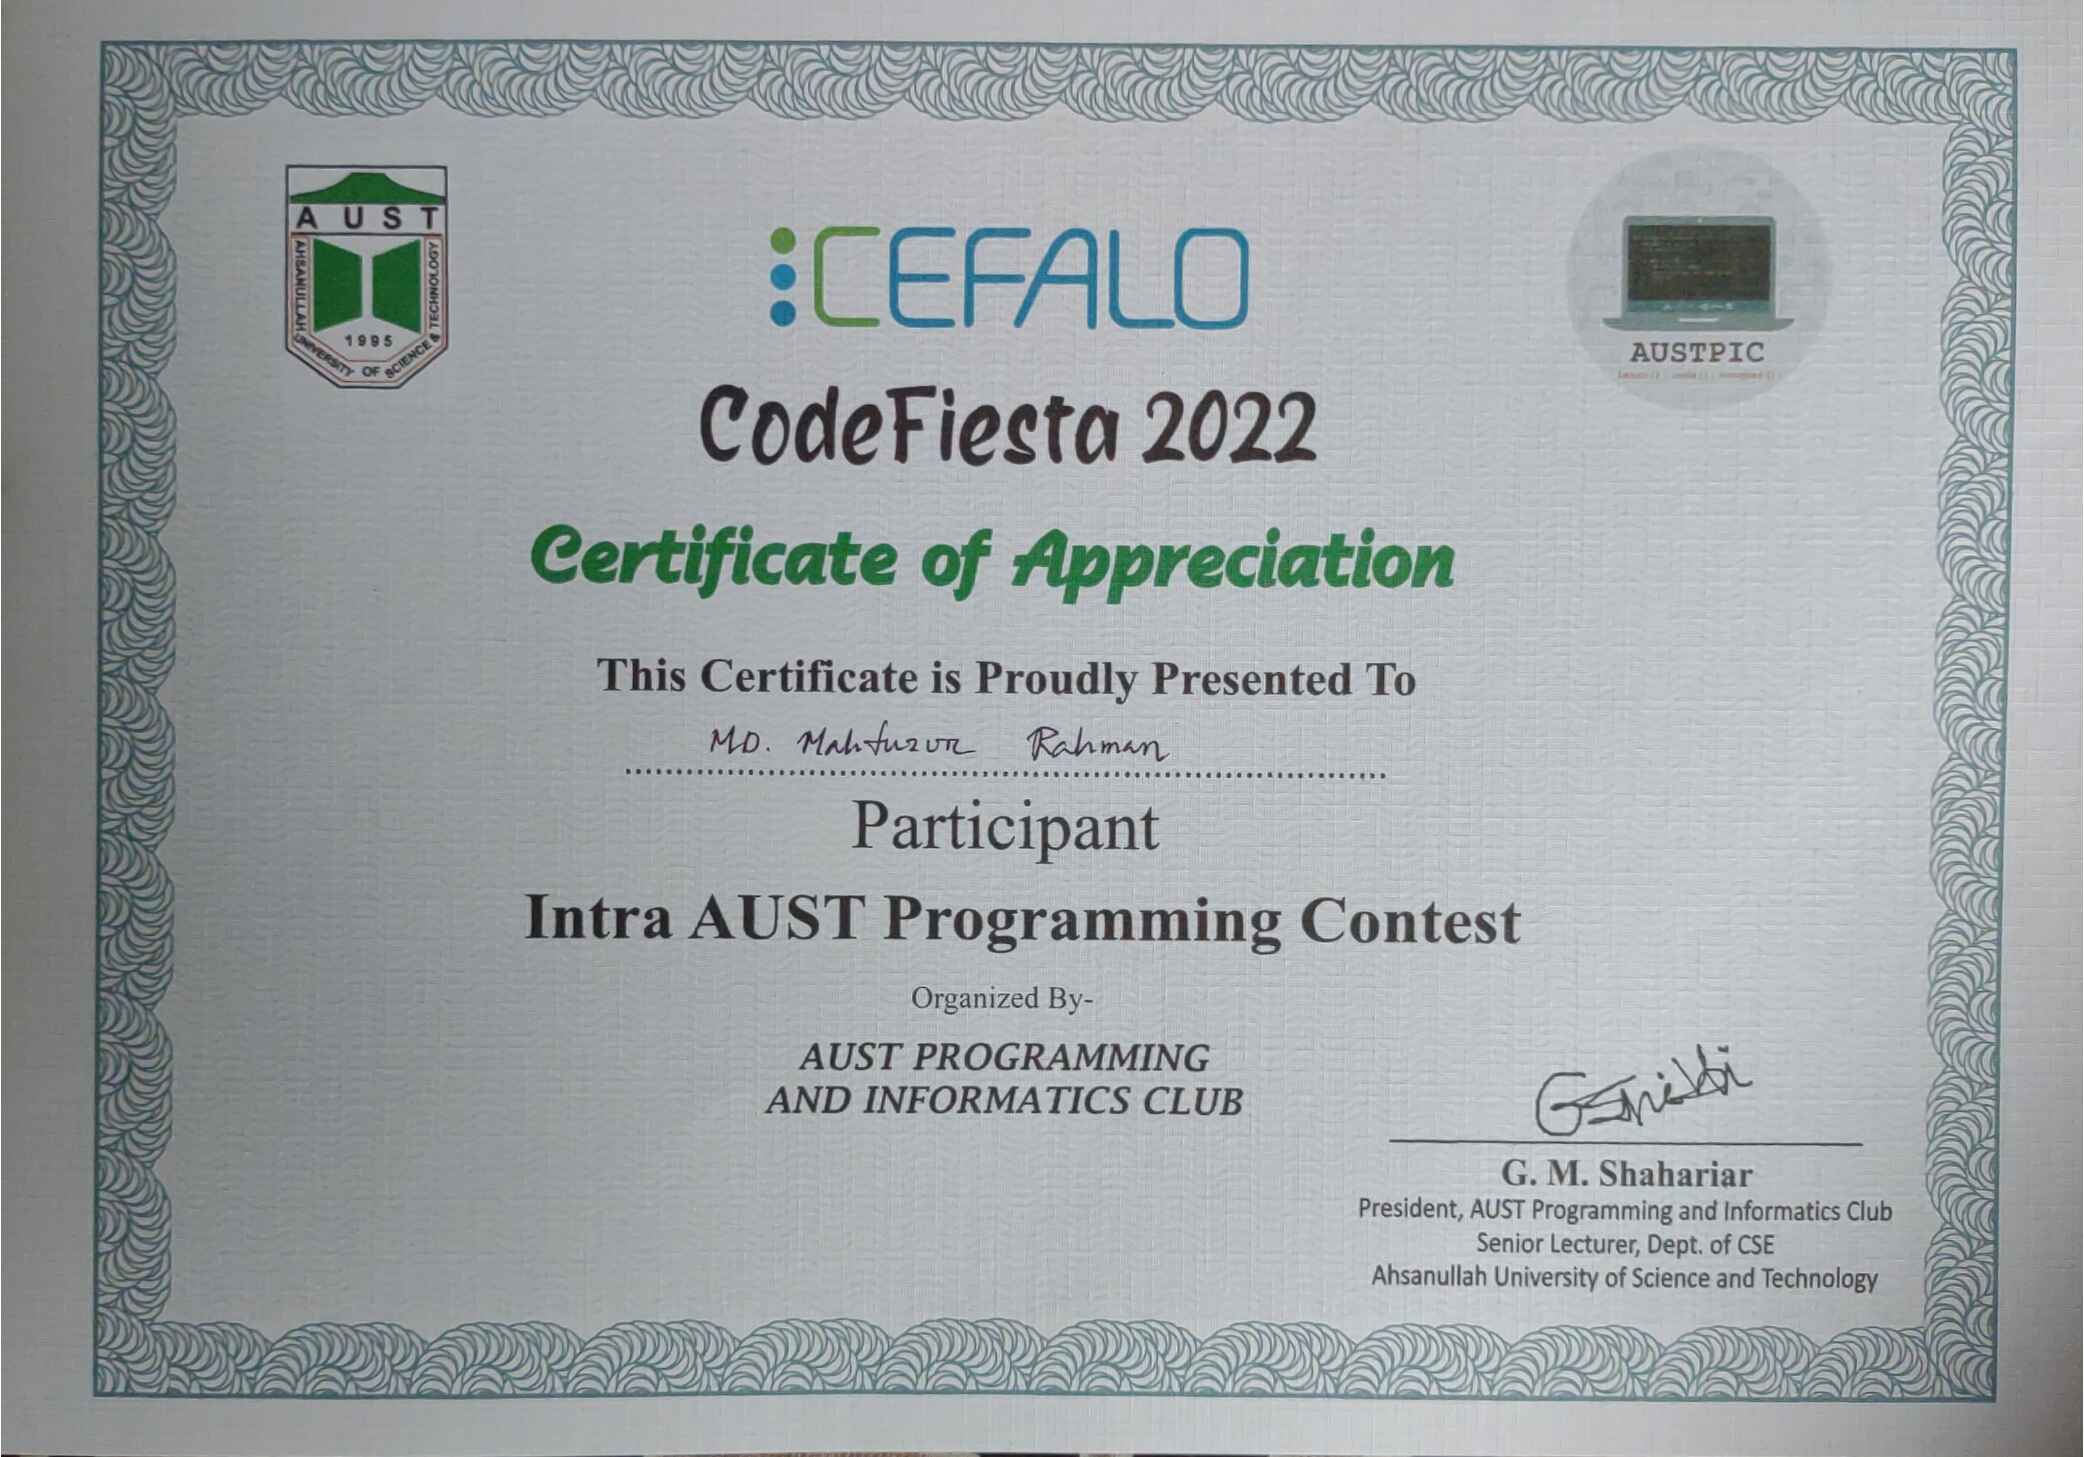 AUST
AHSANULLAH UNIVERSITY OF SCIENCE & TECHNOLOGY
1995
CEFALO
AUSTPIC
CodeFiesta 2022
Certificate of Appreciation
This Certificate is Proudly Presented To
MD. Mahfuzur Rahman
Participant
Intra AUST Programming Contest
Organized By-
AUST PROGRAMMING
AND INFORMATICS CLUB
G. M. Shahariar
President, AUST Programming and Informatics Club
Senior Lecturer, Dept. of CSE
Ahsanullah University of Science and Technology